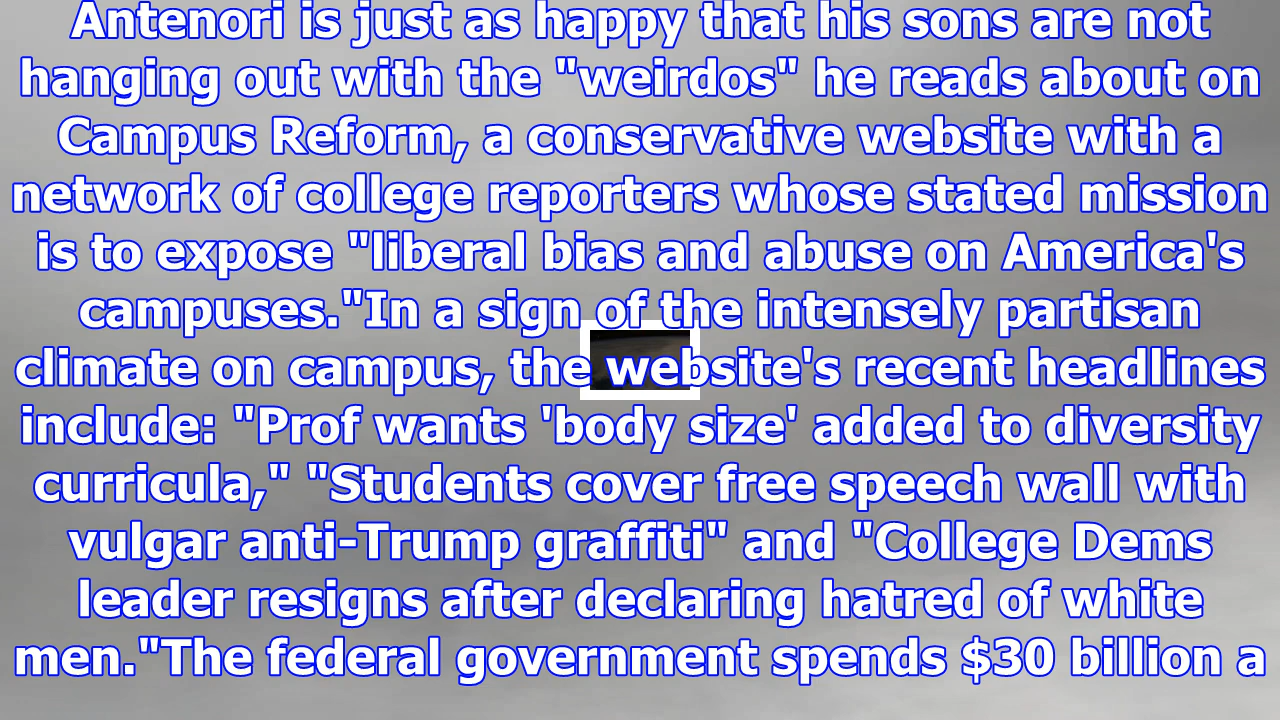 Antenori is just as happy that his sons are not
hanging out with the "weirdos" he reads about on
Campus Reform, a conservative website with a
network of college reporters whose stated mission
is to expose "liberal bias and abuse on America's
campuses."In a sign of the intensely partisan
climate on campus, the website's recent headlines
include: "Prof wants 'body size' added to diversity
curricula," "Students cover free speech wall with
vulgar anti-Trump graffiti" and "College Dems
leader resigns after declaring hatred of white
men."The federal government spends $30 billion a